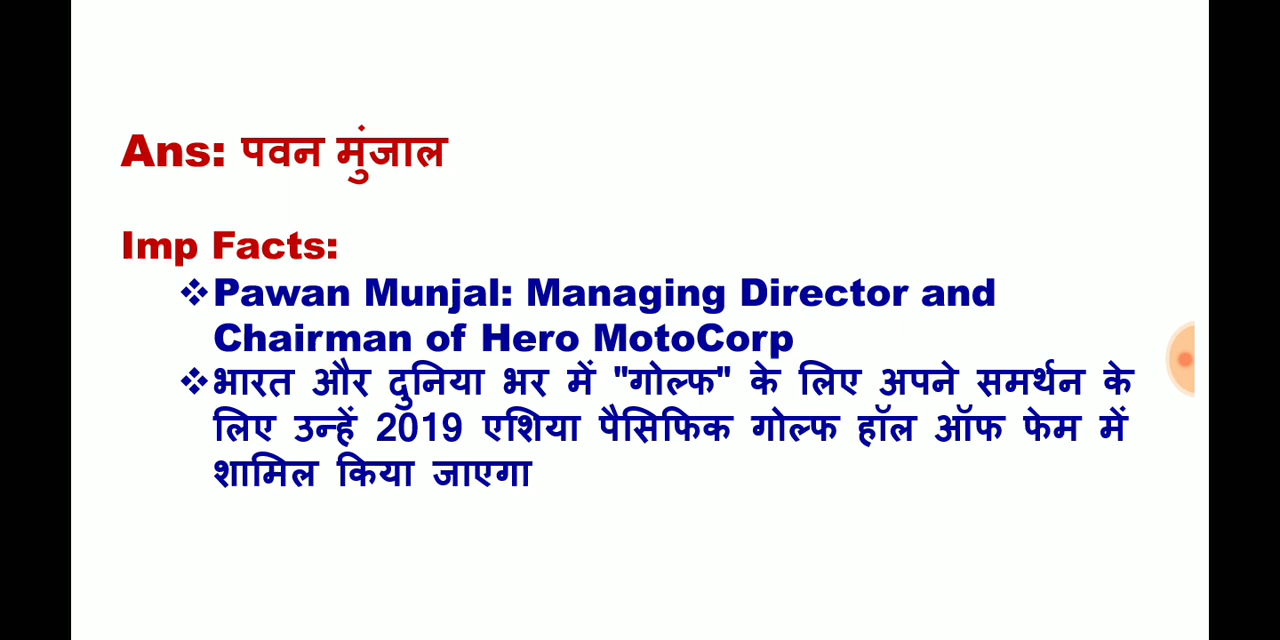 Ans: पवन मुंजाल
Imp Facts:
❖Pawan Munjal: Managing Director and
Chairman of Hero MotoCorp
❖भारत और दुनिया भर में "गोल्फ" के लिए अपने समर्थन के
लिए उन्हें 2019 एशिया पैसिफिक गोल्फ हॉल ऑफ फेम में
शामिल किया जाएगा